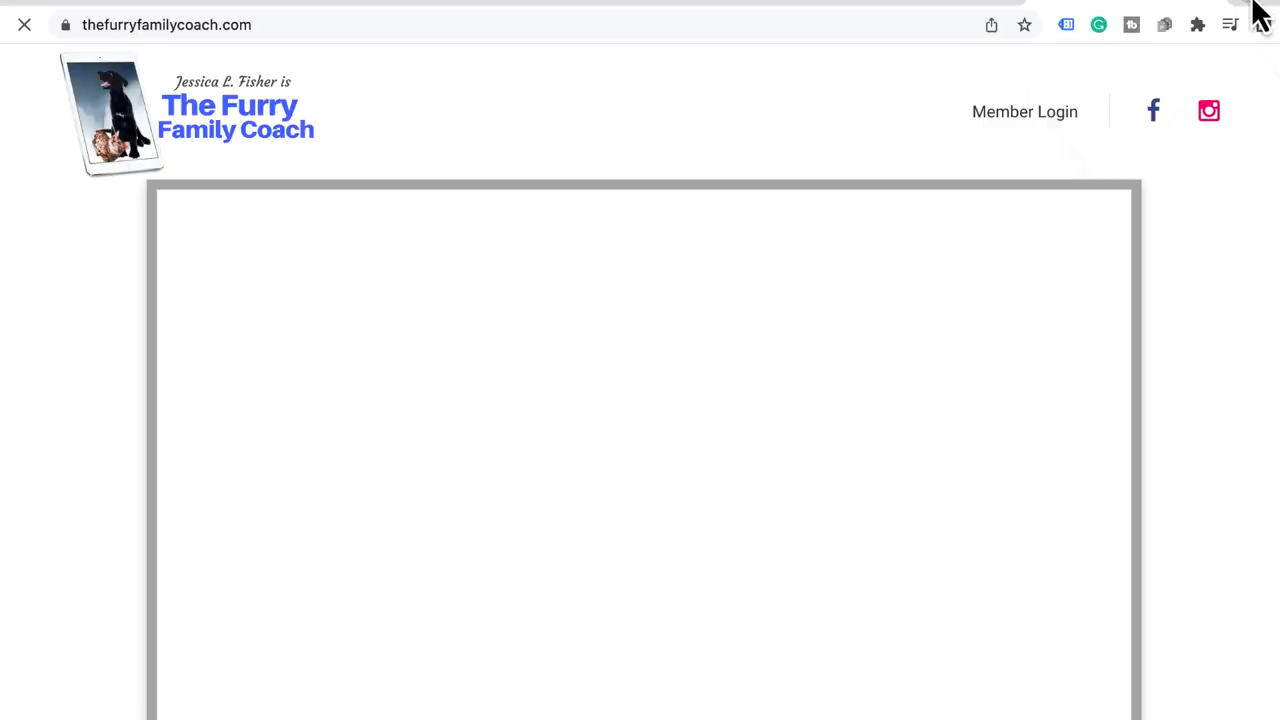 thefurryfamilycoach.com
Jessica L. Fisher is
The Furry
Family Coach
Member Login